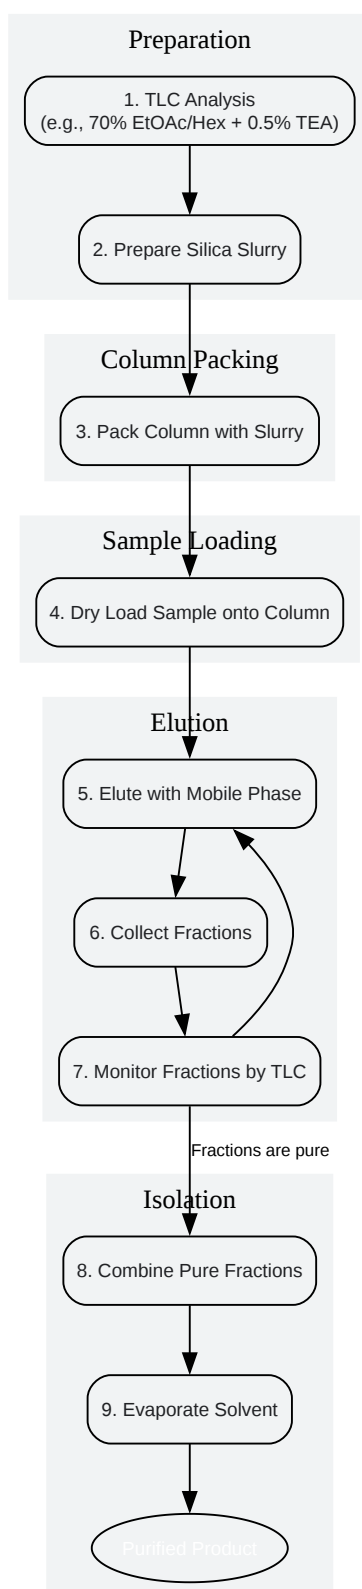 Preparation
1. TLC Analysis
(e.g., 70% EtOAc/Hex + 0.5% TEA)
2. Prepare Silica Slurry
Column Packing
3. Pack Column with Slurry
Sample Loading
4. Dry Load Sample onto Column
Elution
5. Elute with Mobile Phase
6. Collect Fractions
7. Monitor Fractions by TLC
Fractions are pure
Isolation
8. Combine Pure Fractions
9. Evaporate Solvent
Purified Product